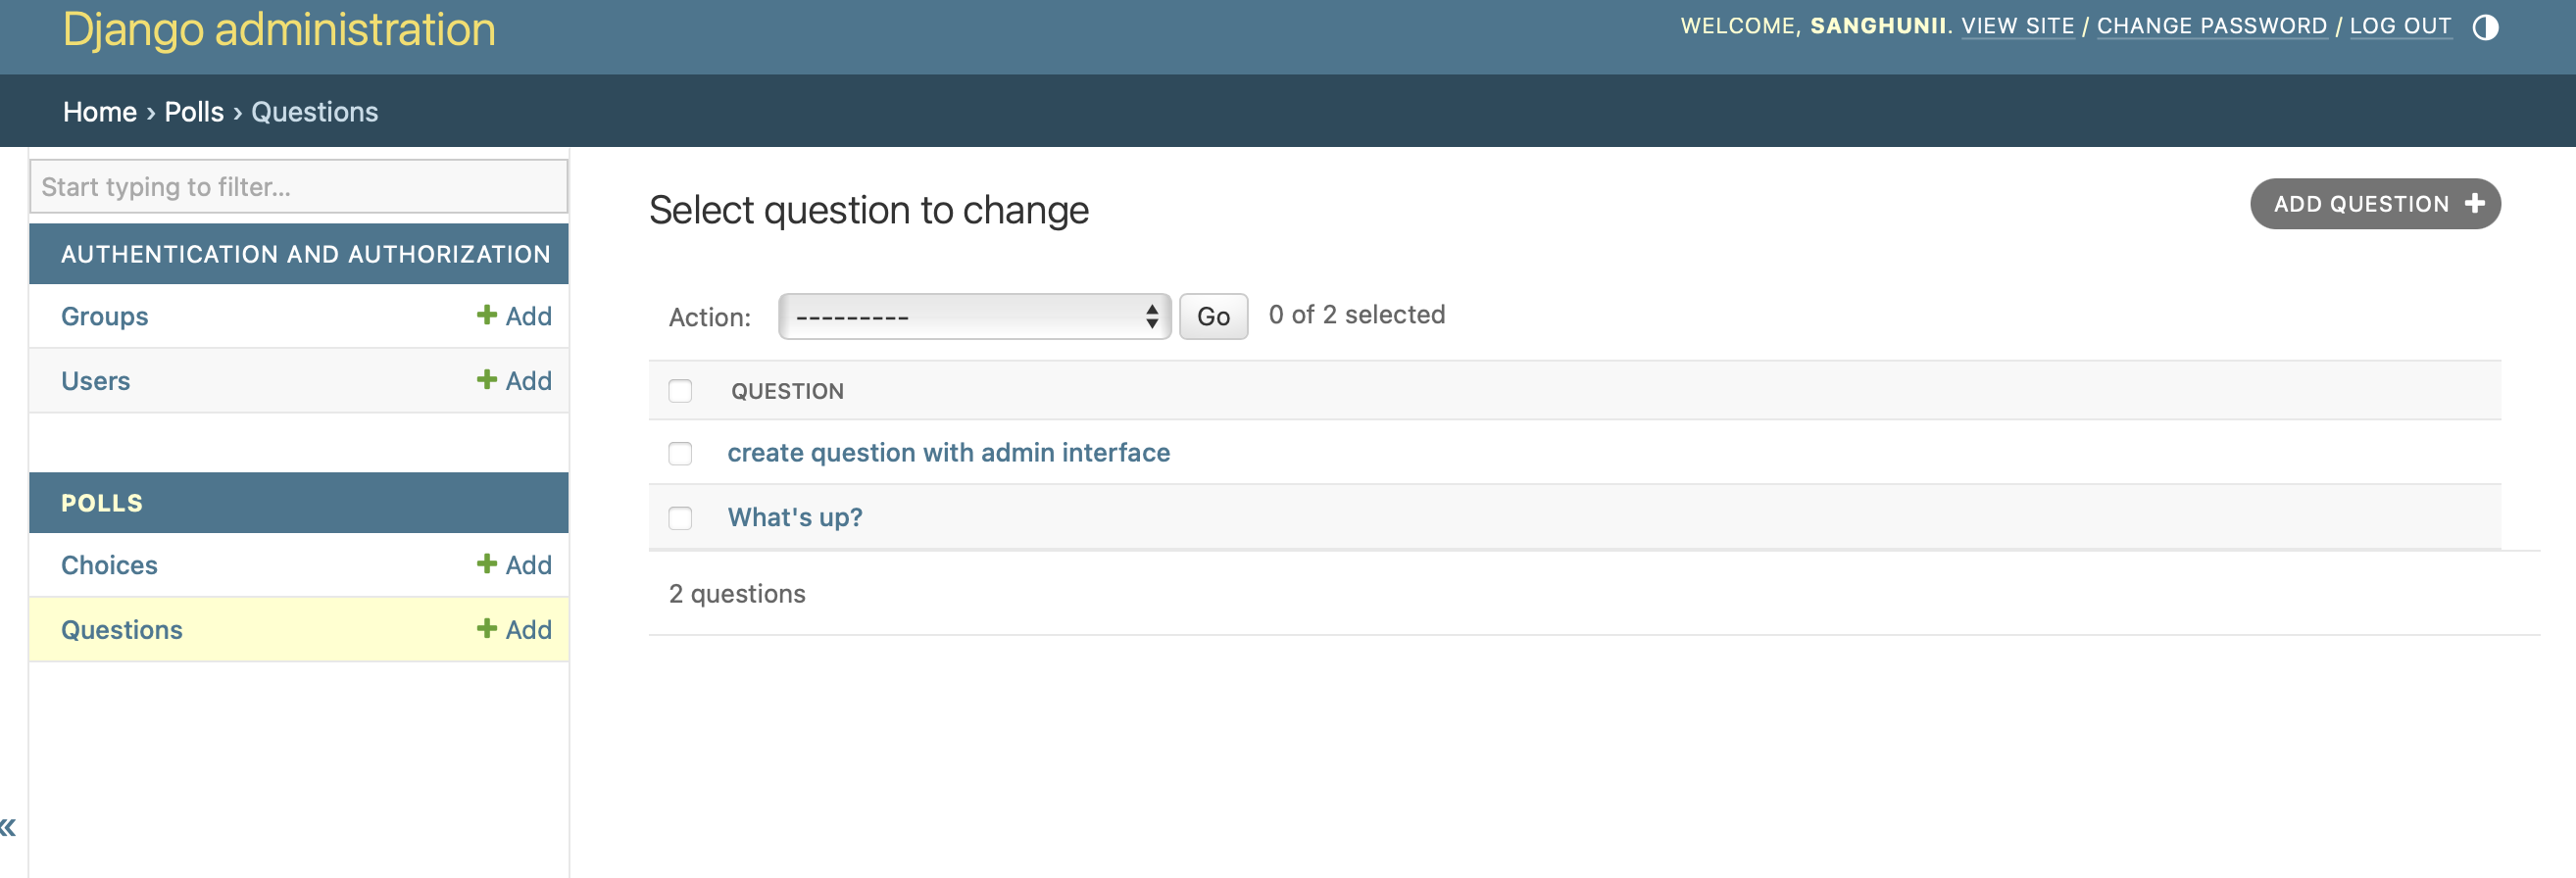 Django administration
WELCOME, SANGHUNII. VIEW SITE / CHANGE PASSWORD / LOG OUT
Home › Polls › Questions
Start typing to filter...
AUTHENTICATION AND AUTHORIZATION
Groups + Add
Users + Add
POLLS
Choices + Add
Questions + Add
«
Select question to change
ADD QUESTION +
Action: --------- Go 0 of 2 selected
QUESTION
create question with admin interface
What's up?
2 questions